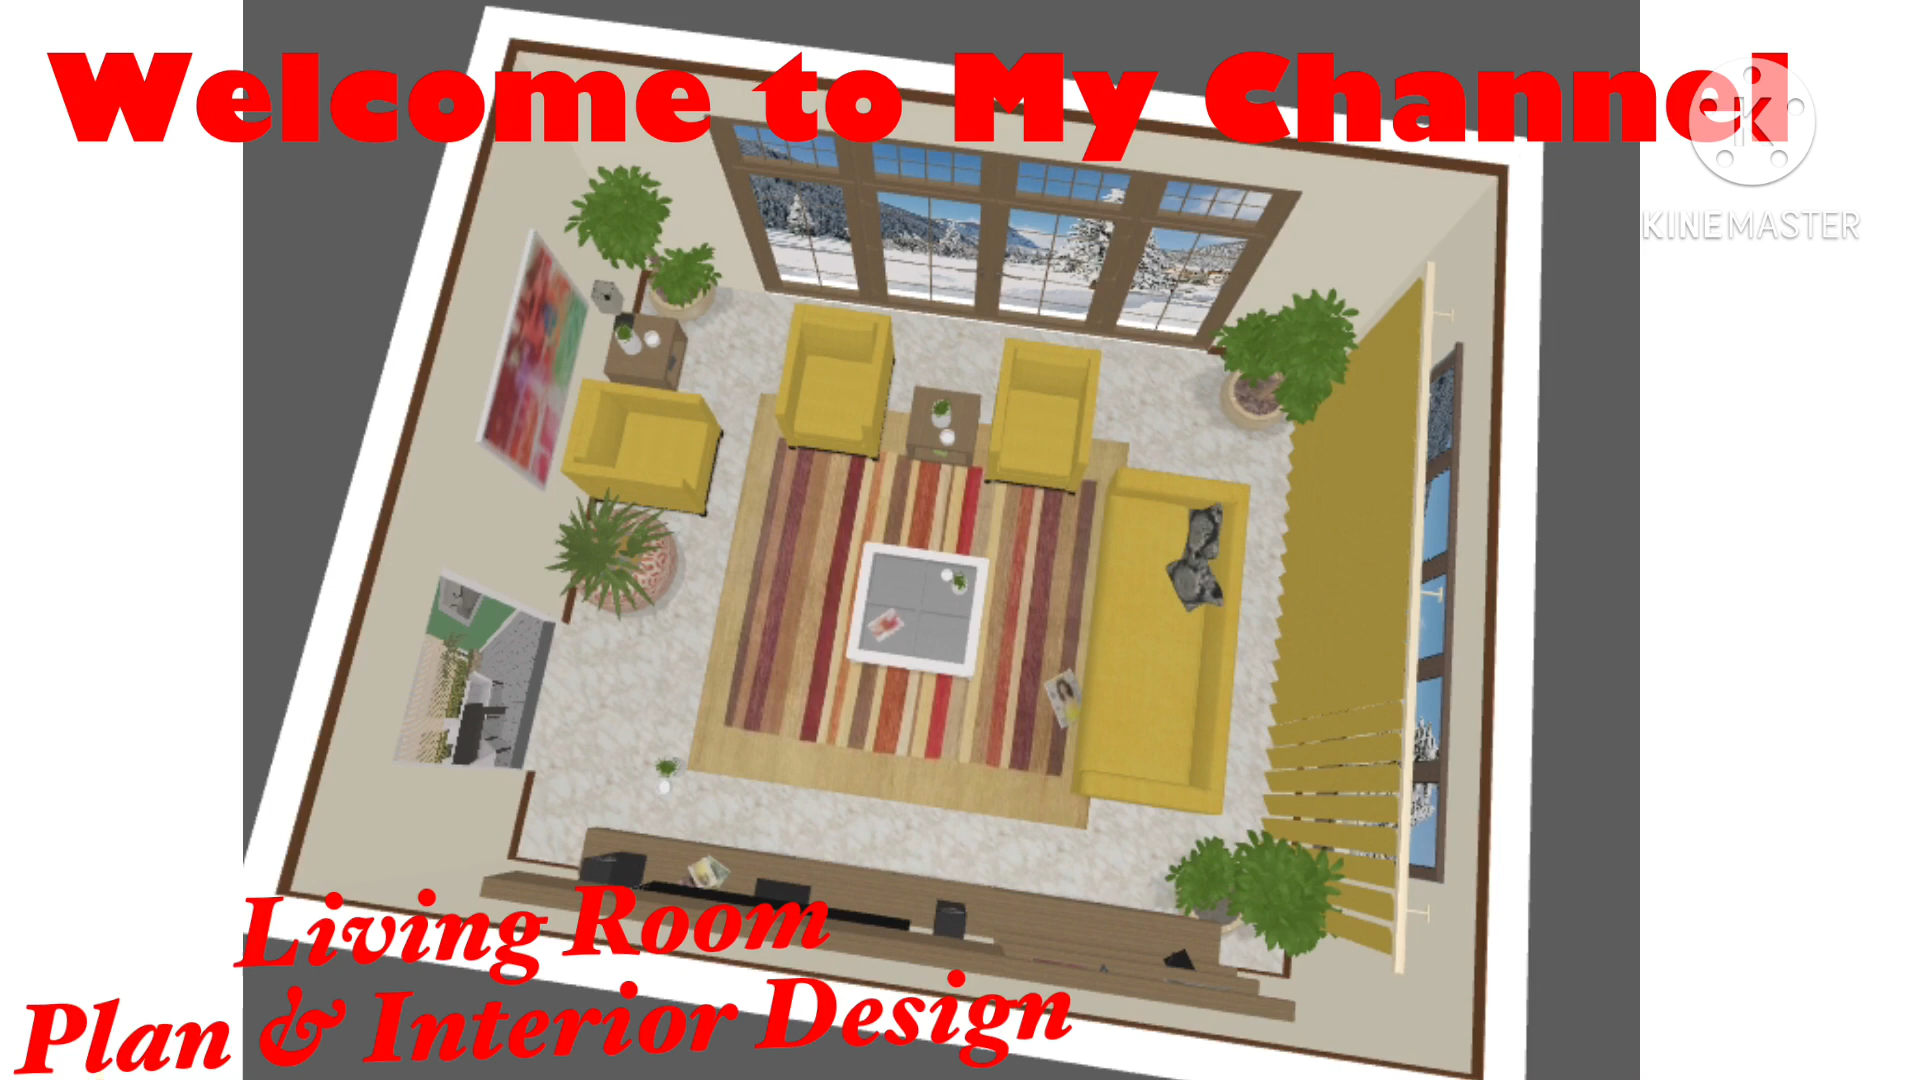 Welcome to My Channel
K
KINEMASTER
Living Room
Plan & Interior Design